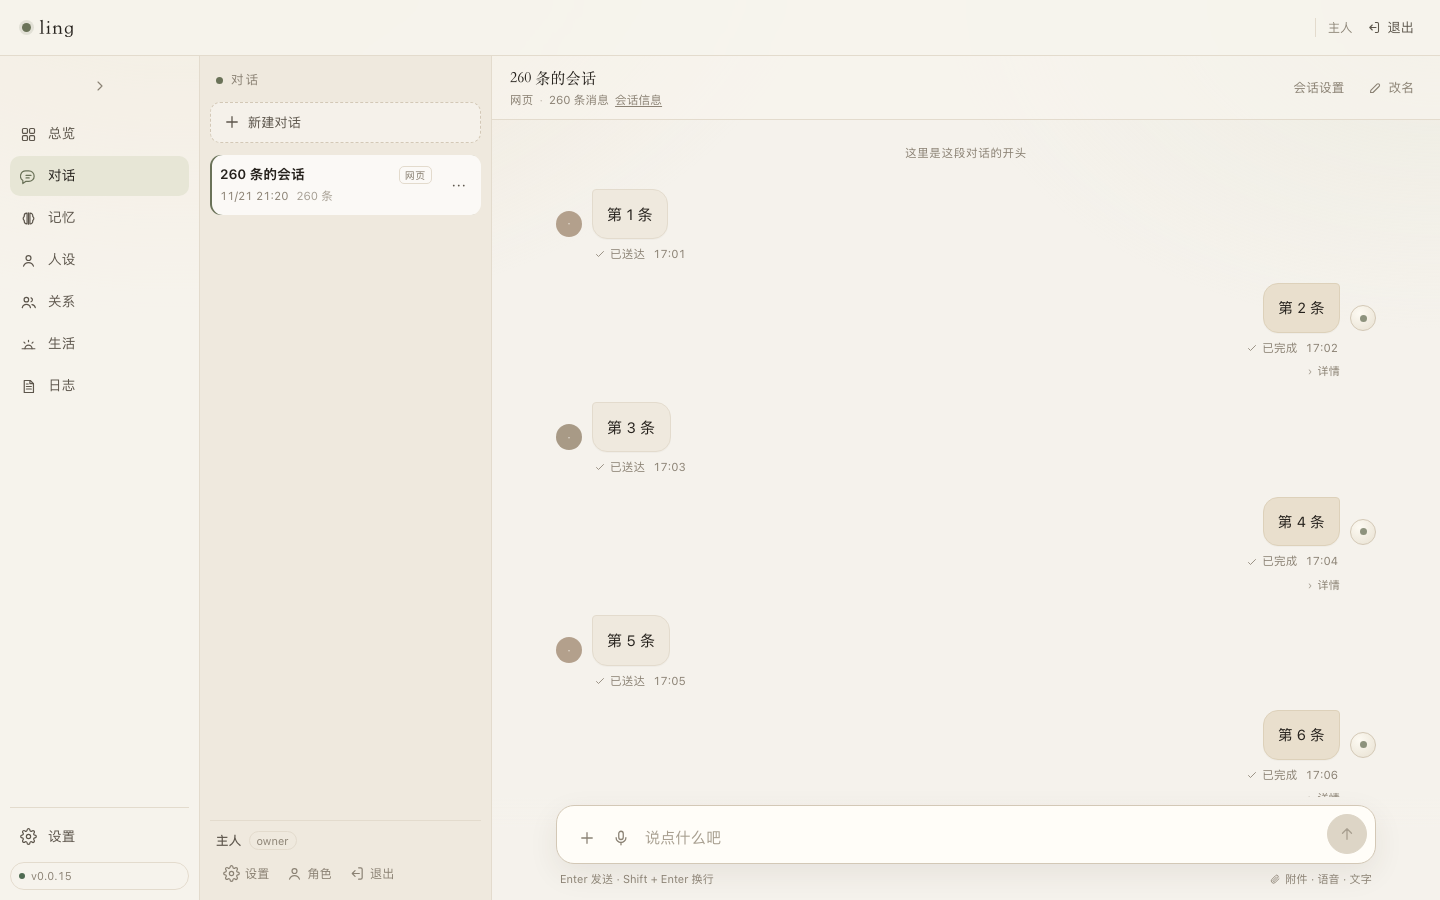 ling
主人 退出
总览
对话
记忆
人设
关系
生活
日志
设置
v0.0.15
对话
新建对话
260 条的会话 网页
11/21 21:20 260 条
主人 owner
设置 角色 退出
260 条的会话
网页 · 260 条消息 会话信息
会话设置 改名
这里是这段对话的开头
第 1 条
已送达 17:01
第 2 条
已完成 17:02
详情
第 3 条
已送达 17:03
第 4 条
已完成 17:04
详情
第 5 条
已送达 17:05
第 6 条
已完成 17:06
说点什么吧
Enter 发送 · Shift + Enter 换行
附件 · 语音 · 文字